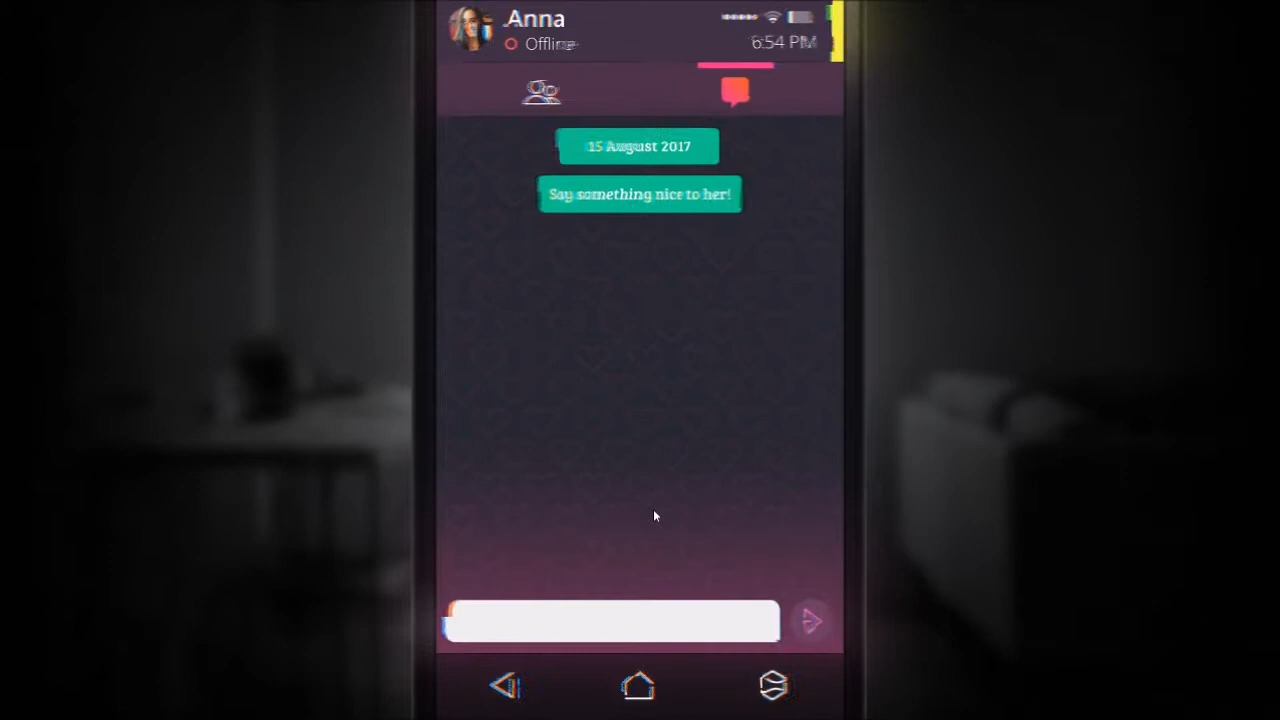 Anna
Offline
6:54 PM
15 August 2017
Say something nice to her!